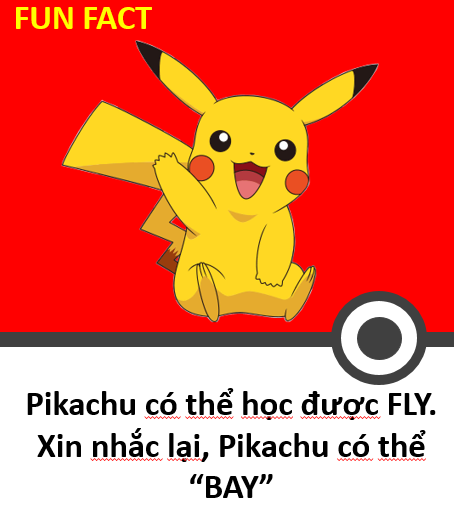 FUN FACT
Pikachu có thể học được FLY.
Xin nhắc lại, Pikachu có thể
“BAY”